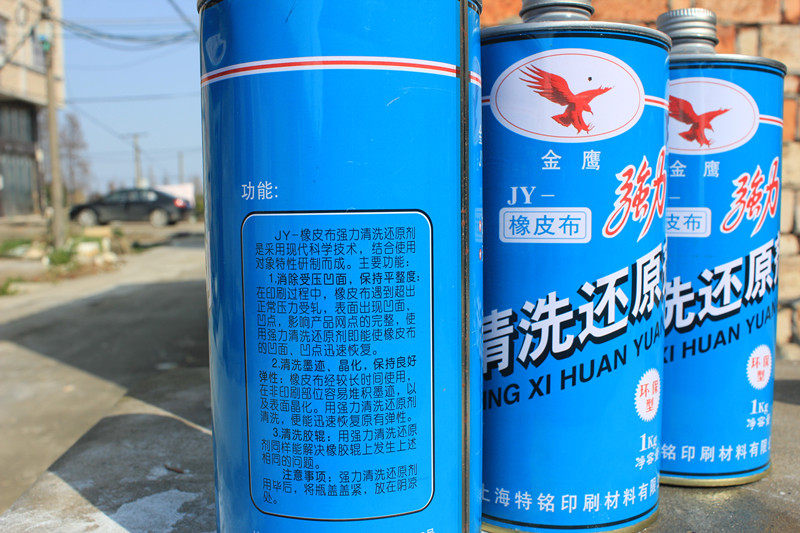 功能:
JY-橡皮布强力清洗还原剂
是采用现代科学技术，结合使用
对象特性研制而成。主要功能：
1.消除受压凹面，保持平整度：
在印刷过程中，橡皮布遇到超出
正常压力受轧，表面出现凹面，
凹点，影响产品网点的完整，使
用强力清洗还原剂即能使橡皮布
的凹面，凹点迅速恢复。
2.清洗墨迹，晶化，保持良好
弹性：橡皮布经较长时间使用，
在非印刷部位容易堆积墨迹，以
及表面晶化。用强力清洗还原剂
清洗，便能迅速恢复原有弹性。
3.清洗胶辊：用强力清洗还原
剂同样能解决橡胶辊上发生上述
相同的问题。
注意事项：强力清洗还原剂
用毕后，将瓶盖盖紧，放在阴凉
处。
金鹰
JY-
橡皮布
強力
清洗还原
ING XI HUAN YUAN
环保
型
1Kg
净容量
上海特铭印刷材料有限
金鹰
皮布
強力
洗还原
XI HUAN YUAN
环保
型
1Kg
净容量
海特铭印刷材料有限